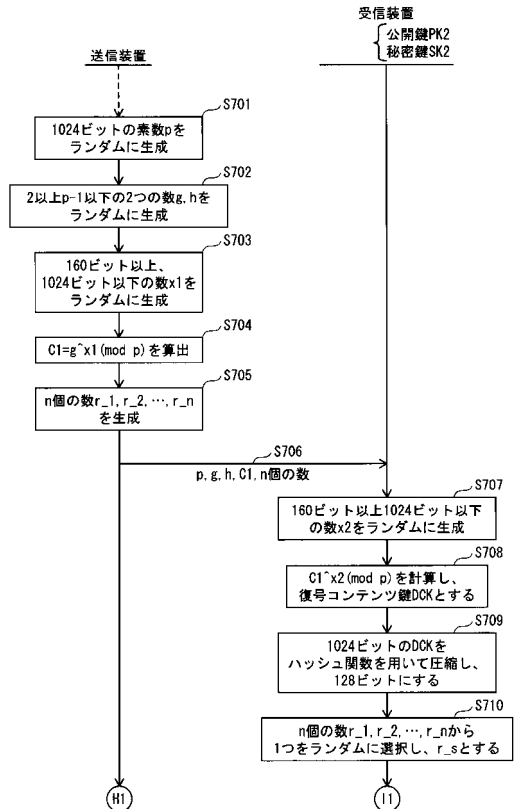 受信装置
公開鍵PK2
秘密鍵SK2
送信装置
S701
1024ビットの素数pを
ランダムに生成
S702
2以上p-1以下の2つの数g,hを
ランダムに生成
S703
160ビット以上、
1024ビット以下の数x1を
ランダムに生成
S704
C1=g^x1(mod p)を算出
S705
n個の数r_1,r_2,…,r_n
を生成
S706
p,g,h,C1,n個の数
S707
160ビット以上1024ビット以下
の数x2をランダムに生成
S708
C1^x2(mod p)を計算し、
復号コンテンツ鍵DCKとする
S709
1024ビットのDCKを
ハッシュ関数を用いて圧縮し、
128ビットにする
S710
n個の数r_1,r_2,…,r_nから
1つをランダムに選択し、r_sとする
H1
I1